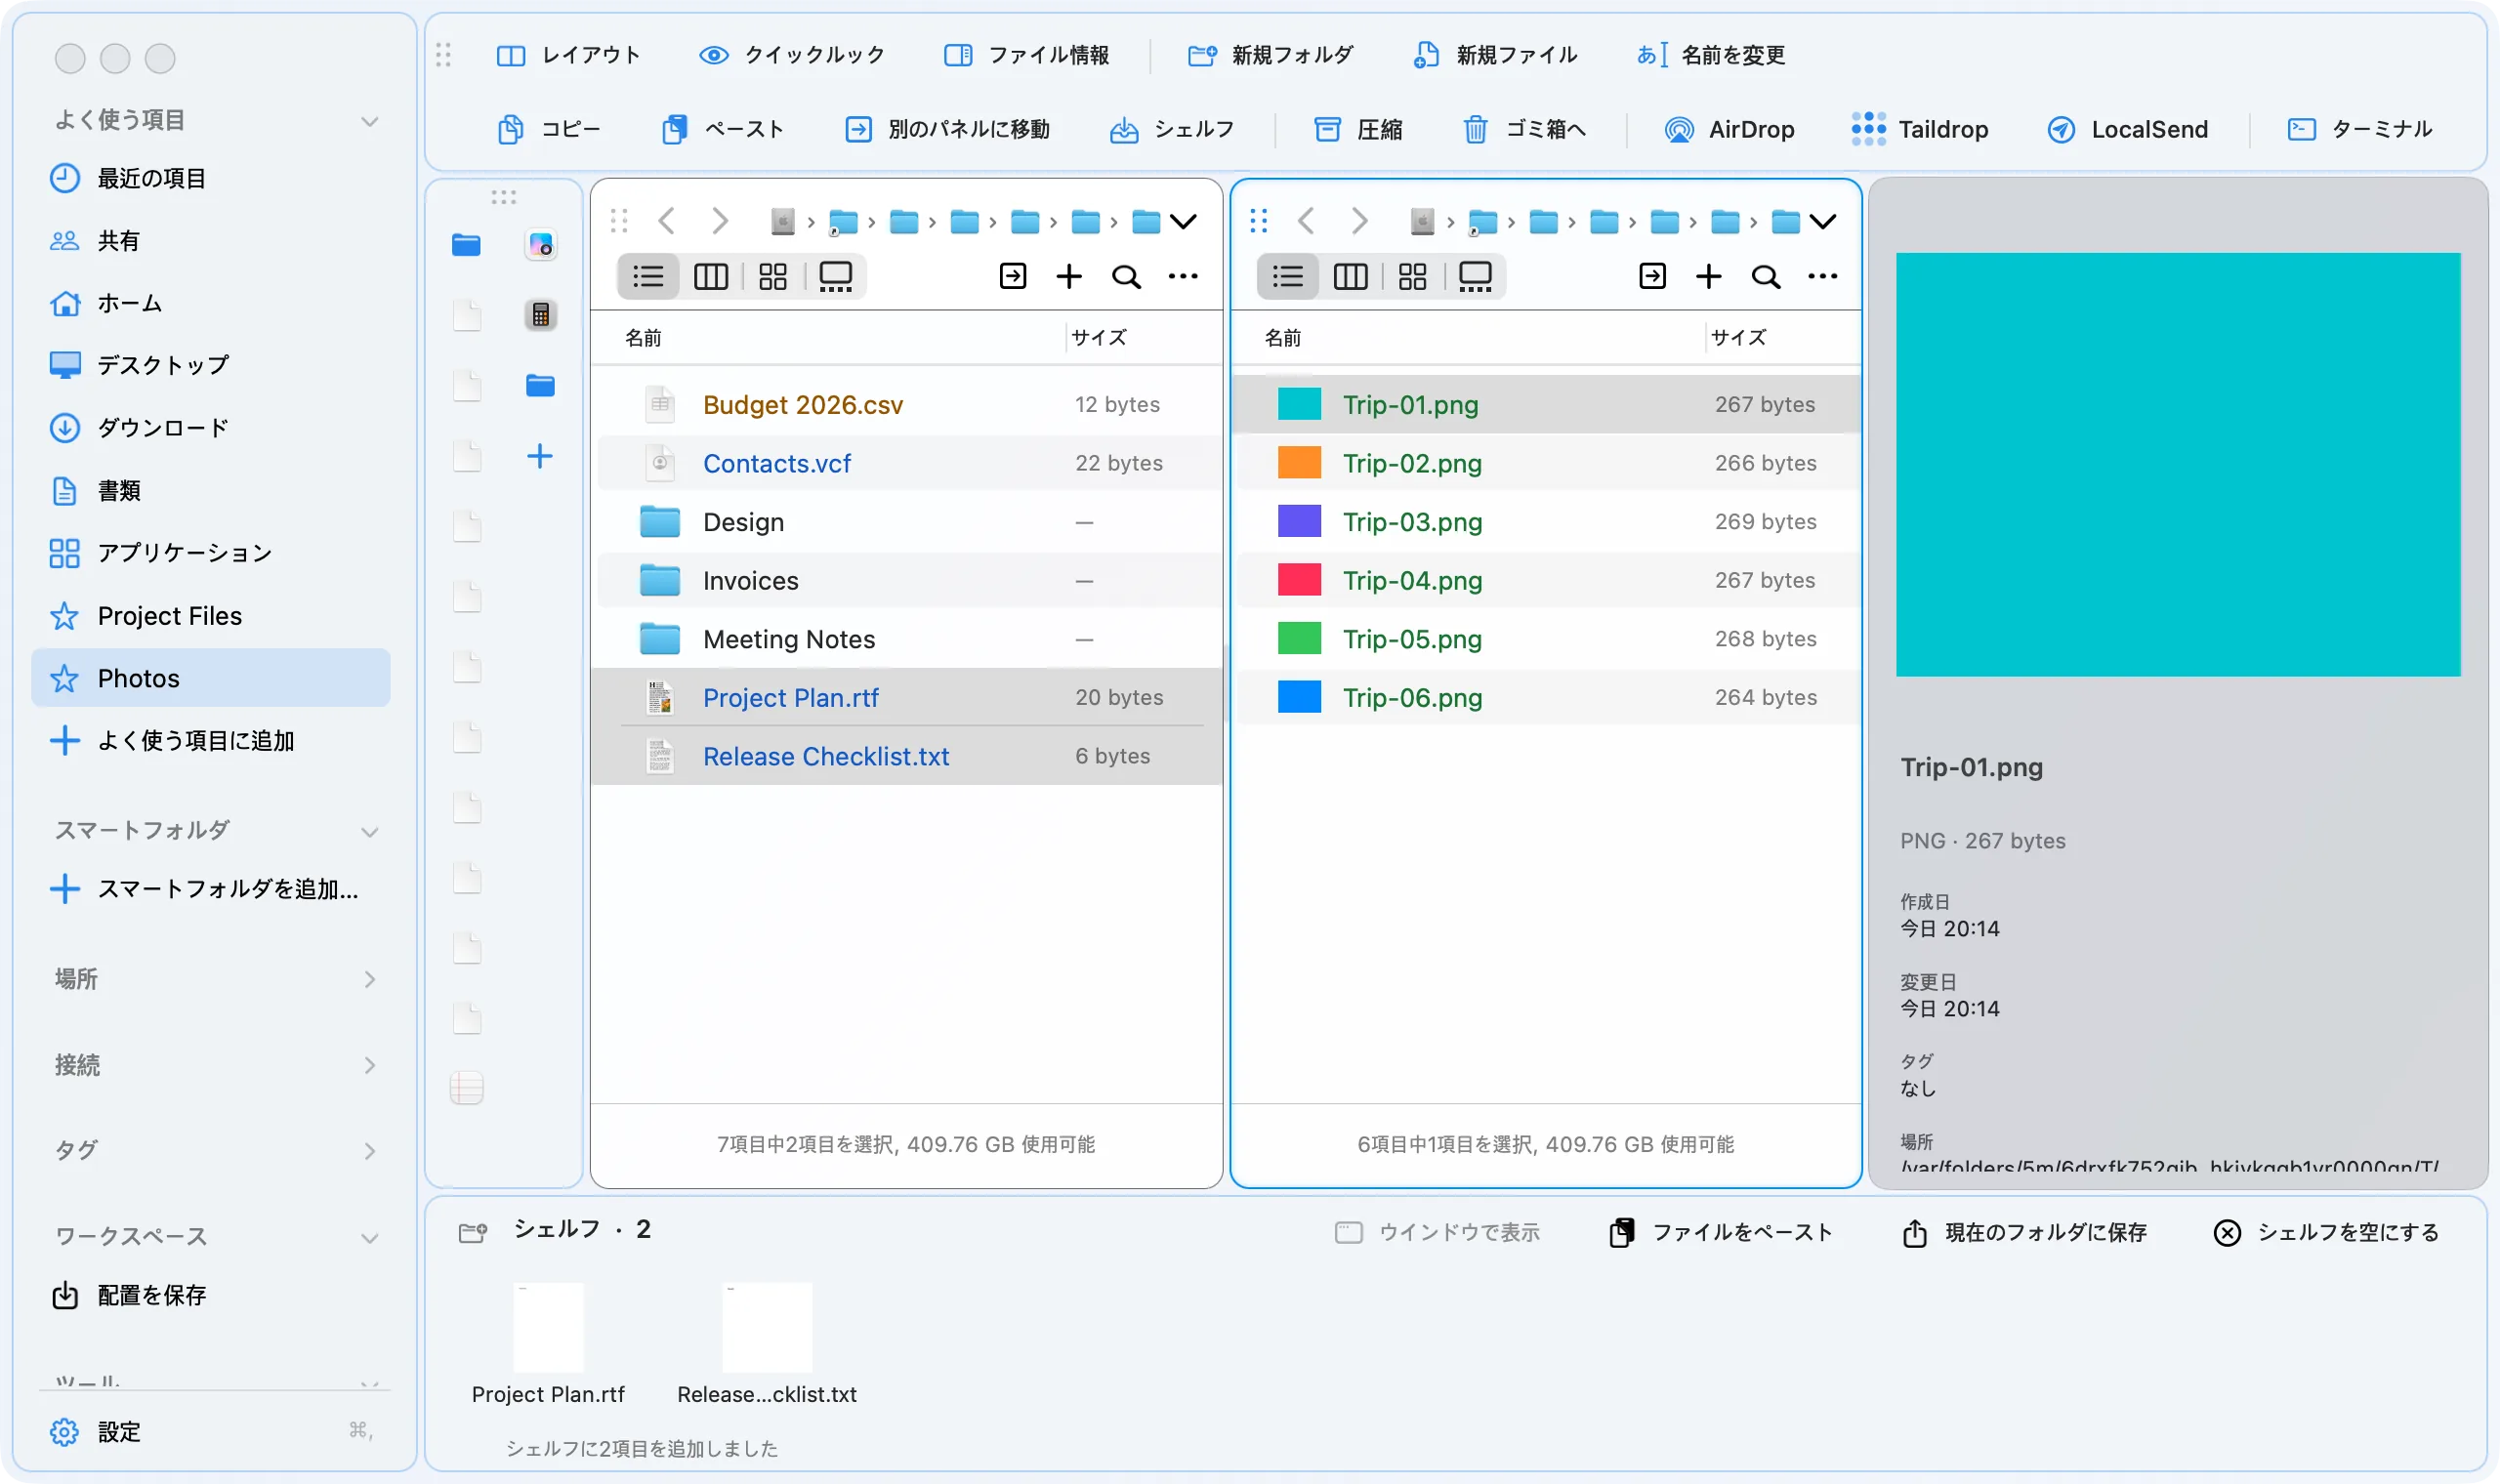 よく使う項目
最近の項目
共有
ホーム
デスクトップ
ダウンロード
書類
アプリケーション
Project Files
Photos
よく使う項目に追加
スマートフォルダ
スマートフォルダを追加...
場所
接続
タグ
ワークスペース
配置を保存
ツール
設定 ⌘,
レイアウト クイックルック ファイル情報 新規フォルダ 新規ファイル 名前を変更
コピー ペースト 別のパネルに移動 シェルフ 圧縮 ゴミ箱へ AirDrop Taildrop LocalSend ターミナル
名前 サイズ
Budget 2026.csv 12 bytes
Contacts.vcf 22 bytes
Design —
Invoices —
Meeting Notes —
Project Plan.rtf 20 bytes
Release Checklist.txt 6 bytes
7項目中2項目を選択, 409.76 GB 使用可能
名前 サイズ
Trip-01.png 267 bytes
Trip-02.png 266 bytes
Trip-03.png 269 bytes
Trip-04.png 267 bytes
Trip-05.png 268 bytes
Trip-06.png 264 bytes
6項目中1項目を選択, 409.76 GB 使用可能
Trip-01.png
PNG · 267 bytes
作成日
今日 20:14
変更日
今日 20:14
タグ
なし
場所
シェルフ · 2
ウインドウで表示 ファイルをペースト 現在のフォルダに保存 シェルフを空にする
Project Plan.rtf Release...cklist.txt
シェルフに2項目を追加しました